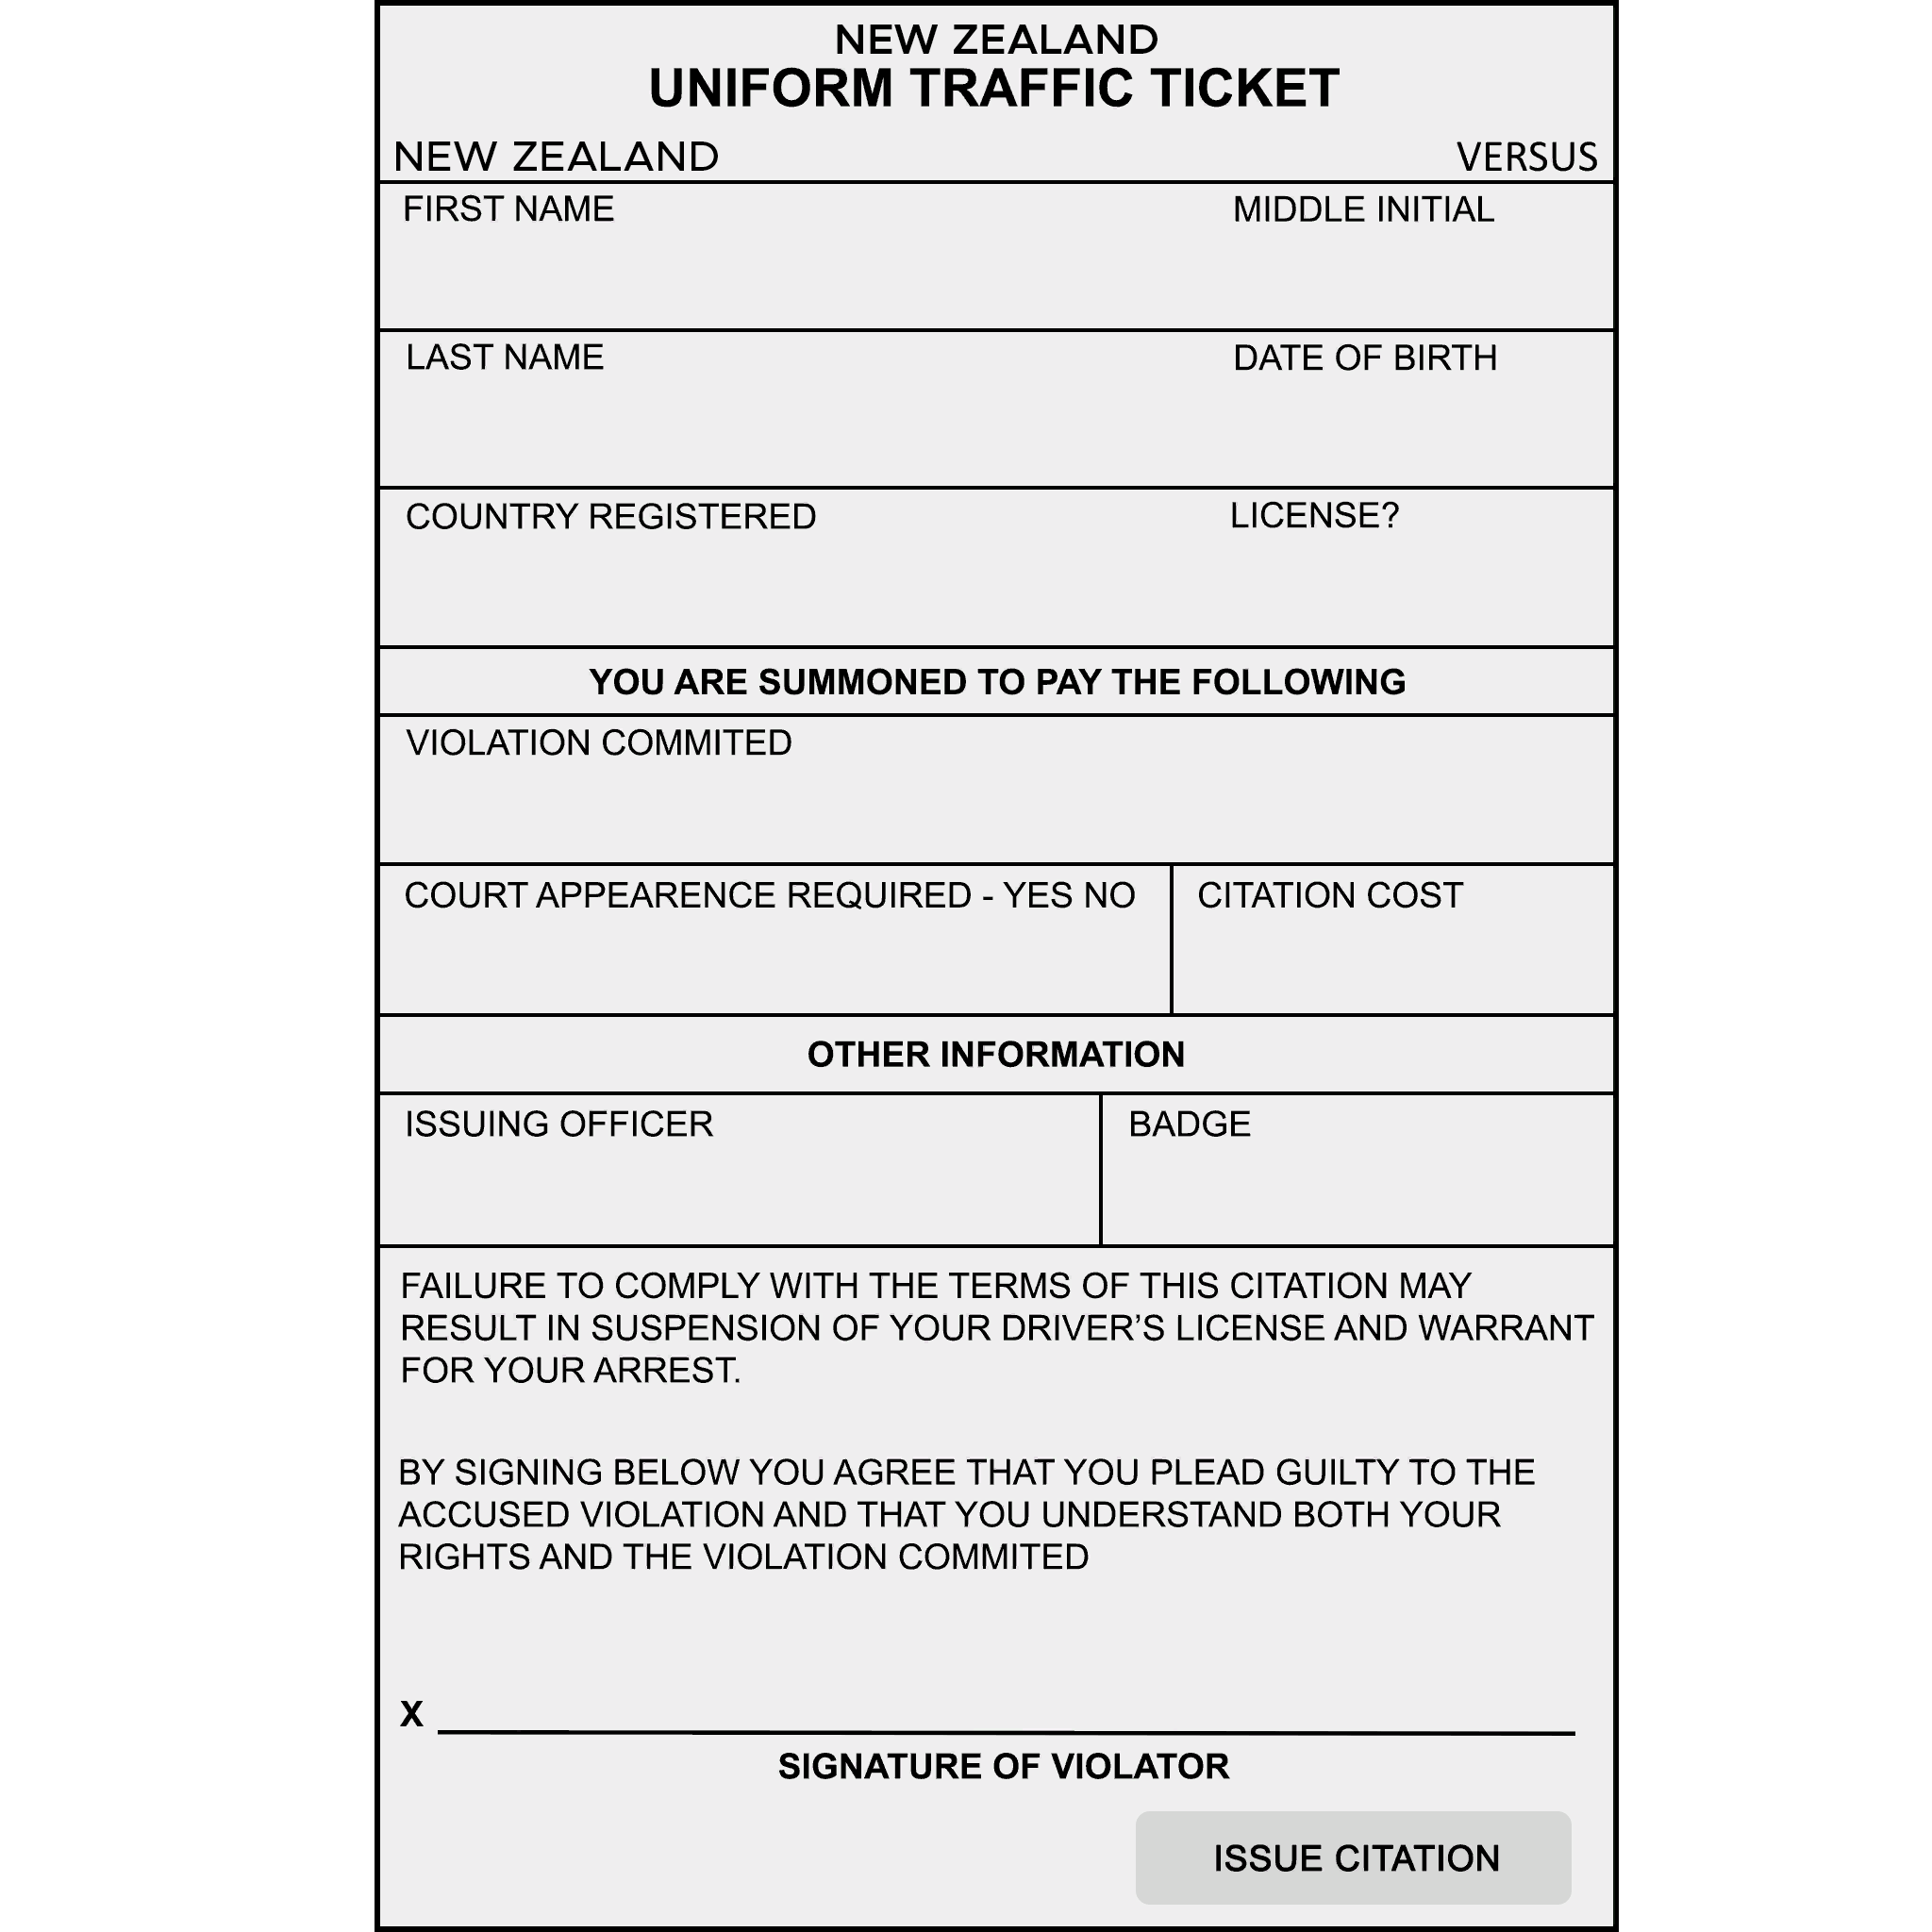 NEW ZEALAND
UNIFORM TRAFFIC TICKET
NEW ZEALAND VERSUS
FIRST NAME MIDDLE INITIAL
LAST NAME DATE OF BIRTH
COUNTRY REGISTERED LICENSE?
YOU ARE SUMMONED TO PAY THE FOLLOWING
VIOLATION COMMITED
COURT APPEARENCE REQUIRED - YES NO CITATION COST
OTHER INFORMATION
ISSUING OFFICER BADGE
FAILURE TO COMPLY WITH THE TERMS OF THIS CITATION MAY
RESULT IN SUSPENSION OF YOUR DRIVER’S LICENSE AND WARRANT
FOR YOUR ARREST.
BY SIGNING BELOW YOU AGREE THAT YOU PLEAD GUILTY TO THE
ACCUSED VIOLATION AND THAT YOU UNDERSTAND BOTH YOUR
RIGHTS AND THE VIOLATION COMMITED
X
SIGNATURE OF VIOLATOR
ISSUE CITATION